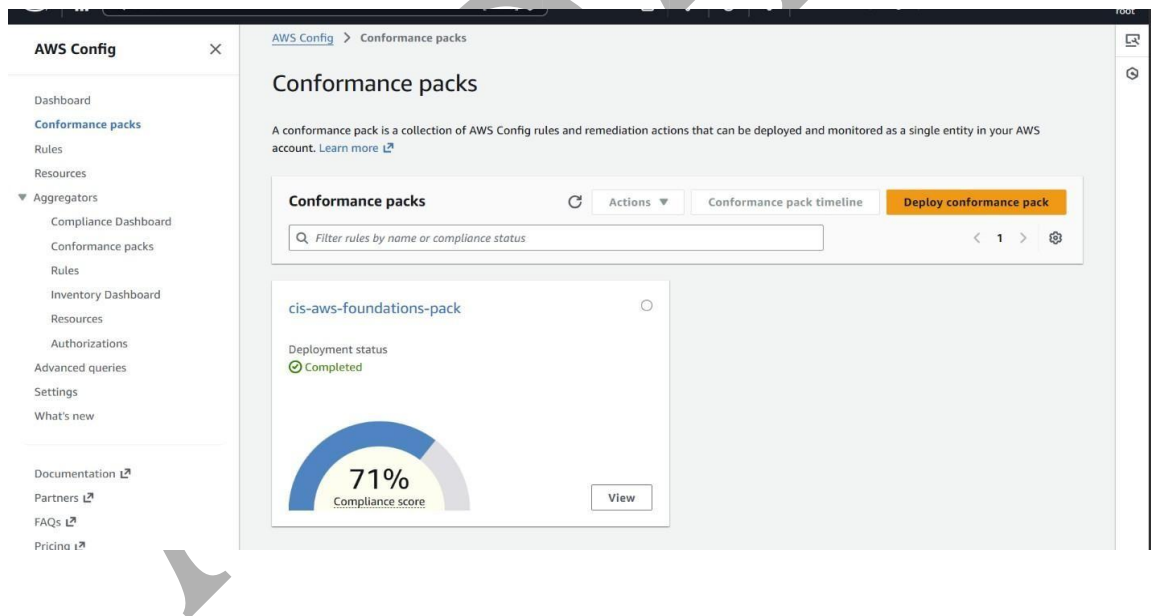 root
AWS Config
AWS Config > Conformance packs
Conformance packs
Dashboard
Conformance packs
Rules
Resources
Aggregators
Compliance Dashboard
Conformance packs
Rules
Inventory Dashboard
Resources
Authorizations
Advanced queries
Settings
What's new
Documentation
Partners
FAQs
Pricing
A conformance pack is a collection of AWS Config rules and remediation actions that can be deployed and monitored as a single entity in your AWS
account. Learn more
Conformance packs
Actions
Conformance pack timeline
Deploy conformance pack
Filter rules by name or compliance status
< 1 >
cis-aws-foundations-pack
Deployment status
Completed
71%
Compliance score
View